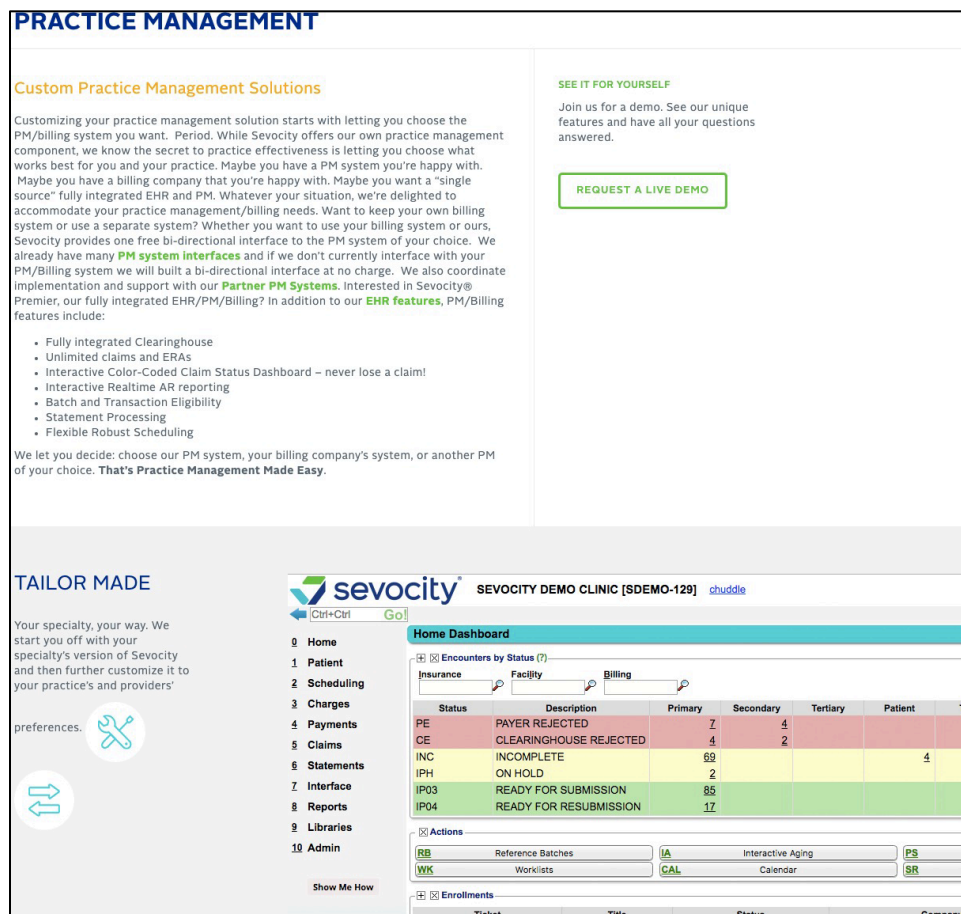 PRACTICE MANAGEMENT
Custom Practice Management Solutions
Customizing your practice management solution starts with letting you choose the
PM/billing system you want.  Period. While Sevocity offers our own practice management
component, we know the secret to practice effectiveness is letting you choose what
works best for you and your practice. Maybe you have a PM system you're happy with.
Maybe you have a billing company that you're happy with. Maybe you want a "single
source" fully integrated EHR and PM. Whatever your situation, we're delighted to
accommodate your practice management/billing needs. Want to keep your own billing
system or use a separate system? Whether you want to use your billing system or ours,
Sevocity provides one free bi-directional interface to the PM system of your choice.  We
already have many PM system interfaces and if we don't currently interface with your
PM/Billing system we will built a bi-directional interface at no charge.  We also coordinate
implementation and support with our Partner PM Systems. Interested in Sevocity®
Premier, our fully integrated EHR/PM/Billing? In addition to our EHR features, PM/Billing
features include:
• Fully integrated Clearinghouse
• Unlimited claims and ERAs
• Interactive Color-Coded Claim Status Dashboard – never lose a claim!
• Interactive Realtime AR reporting
• Batch and Transaction Eligibility
• Statement Processing
• Flexible Robust Scheduling
We let you decide: choose our PM system, your billing company's system, or another PM
of your choice. That's Practice Management Made Easy.
SEE IT FOR YOURSELF
Join us for a demo. See our unique
features and have all your questions
answered.
REQUEST A LIVE DEMO
TAILOR MADE
Your specialty, your way. We
start you off with your
specialty's version of Sevocity
and then further customize it to
your practice's and providers'
preferences.
sevocity® SEVOCITY DEMO CLINIC [SDEMO-129] chuddle
Ctrl+Ctrl Go!
0 Home
1 Patient
2 Scheduling
3 Charges
4 Payments
5 Claims
6 Statements
7 Interface
8 Reports
9 Libraries
10 Admin
Show Me How
Home Dashboard
Encounters by Status (?)
Insurance Facility Billing
Status Description Primary Secondary Tertiary Patient
PE PAYER REJECTED 7 4
CE CLEARINGHOUSE REJECTED 4 2
INC INCOMPLETE 69 4
IPH ON HOLD 2
IP03 READY FOR SUBMISSION 85
IP04 READY FOR RESUBMISSION 17
Actions
RB Reference Batches IA Interactive Aging PS
WK Worklists CAL Calendar SR
Enrollments
Ticket Title Status